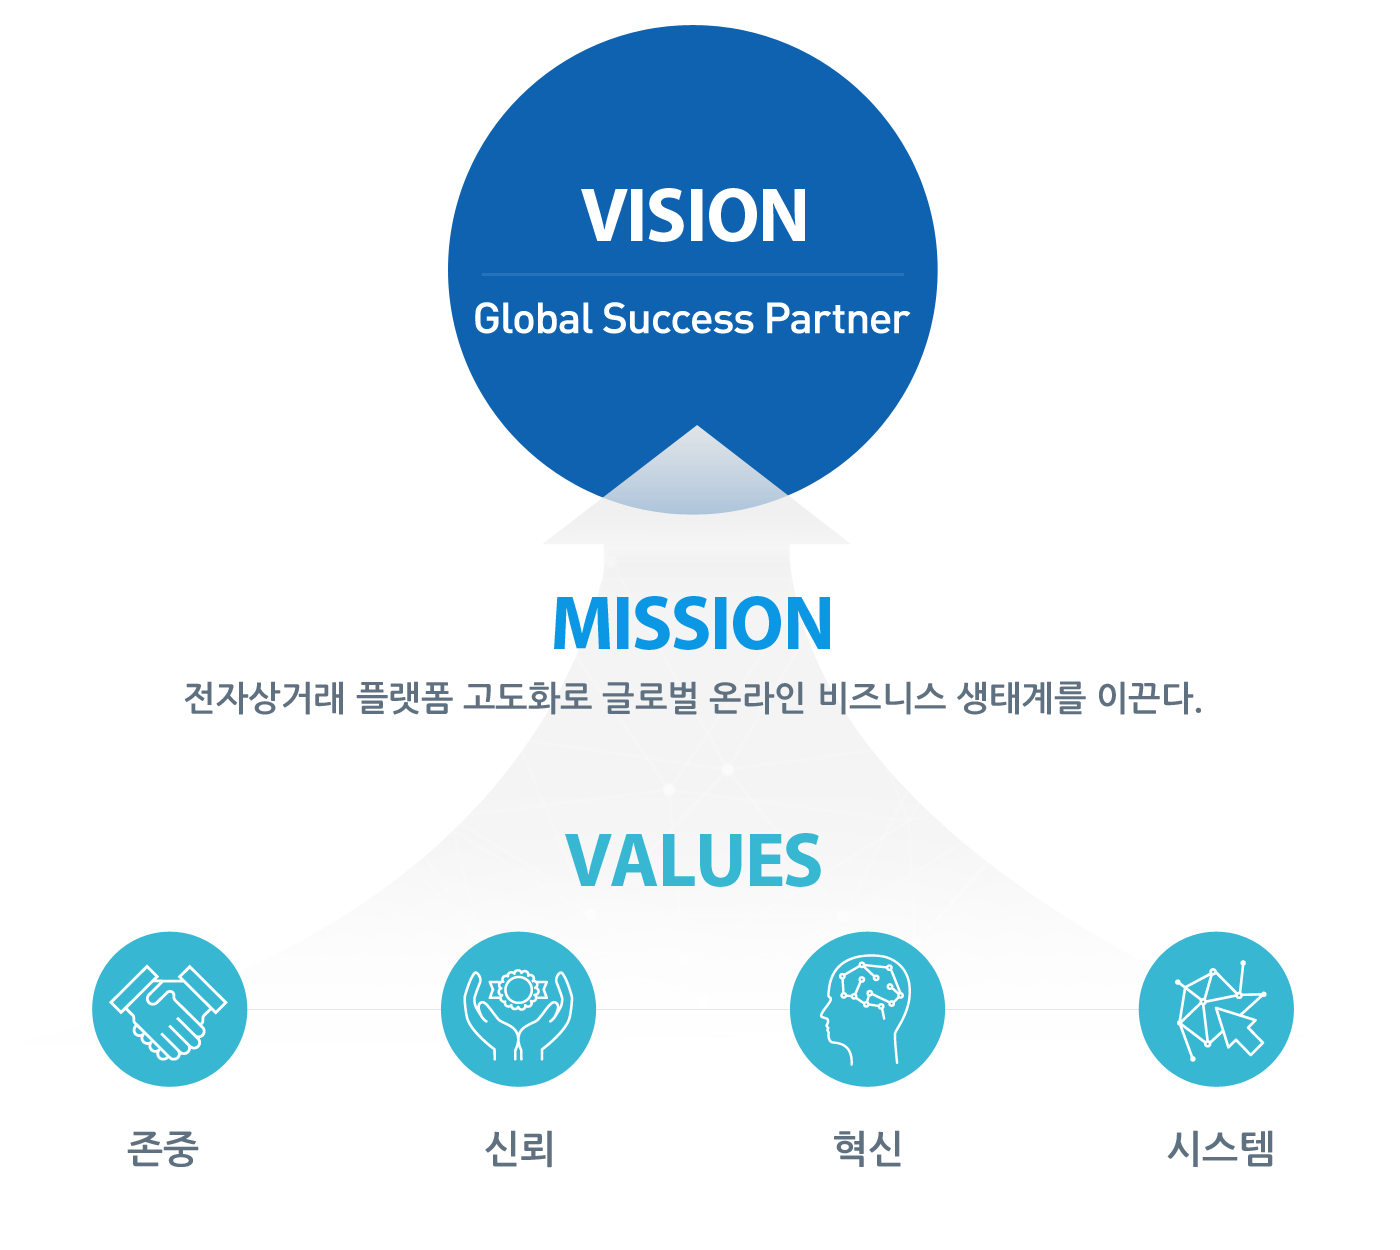 VISION
Global Success Partner
MISSION
전자상거래 플랫폼 고도화로 글로벌 온라인 비즈니스 생태계를 이끈다.
VALUES
존중
신뢰
혁신
시스템